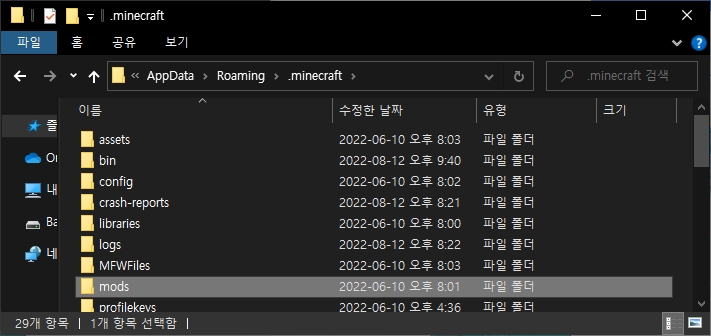 .minecraft
파일 홈 공유 보기
AppData Roaming .minecraft .minecraft 검색
이름 수정한 날짜 유형 크기
assets 2022-06-10 오후 8:03 파일 폴더
bin 2022-08-12 오후 9:40 파일 폴더
config 2022-06-10 오후 8:02 파일 폴더
crash-reports 2022-08-12 오후 8:21 파일 폴더
libraries 2022-06-10 오후 8:00 파일 폴더
logs 2022-08-12 오후 8:22 파일 폴더
MFWFiles 2022-06-10 오후 8:03 파일 폴더
mods 2022-06-10 오후 8:01 파일 폴더
profilekeys 2022-06-10 오후 4:36 파일 폴더
즐
내
네
29개 항목 1개 항목 선택함